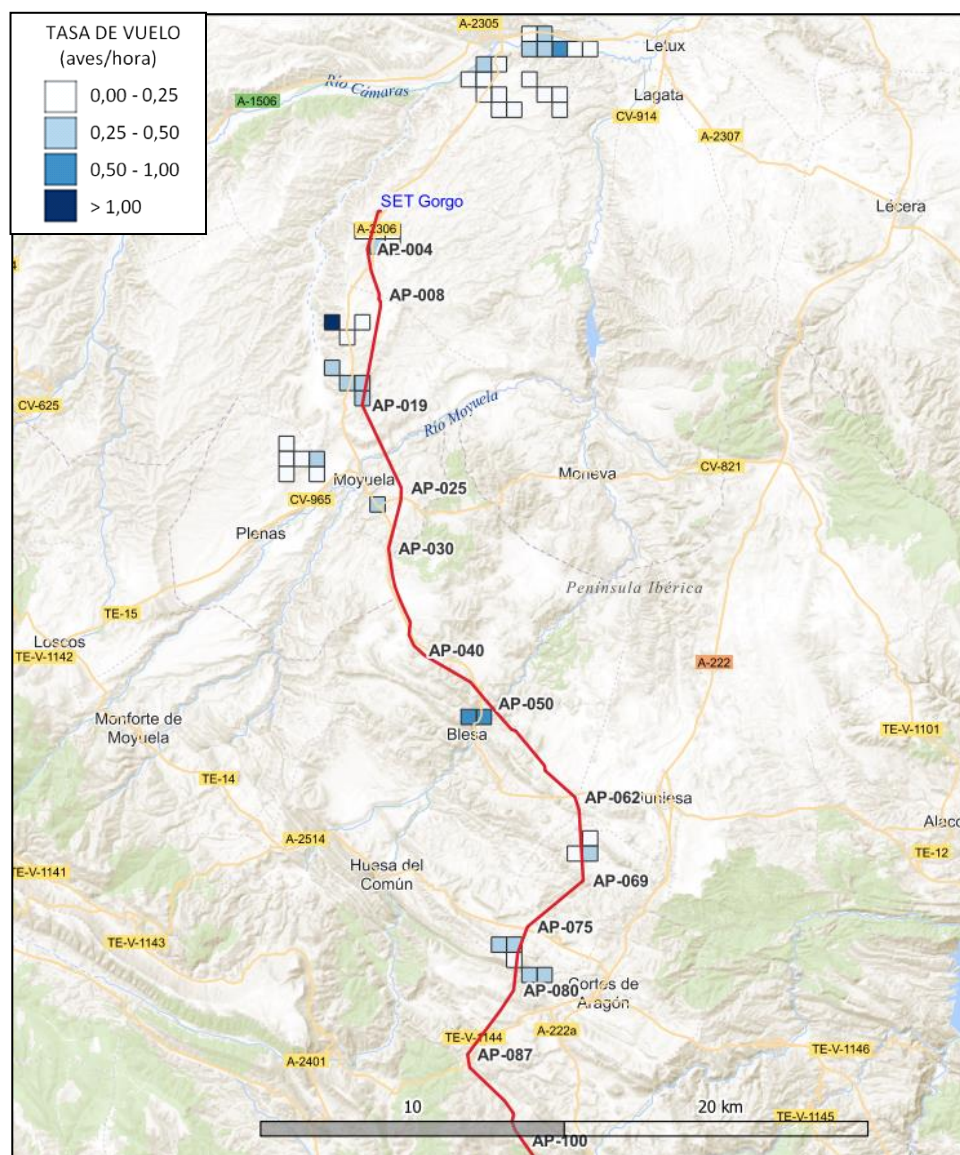 TASA DE VUELO
(aves/hora)
0,00 - 0,25
0,25 - 0,50
0,50 - 1,00
> 1,00
A-2305
Letux
Río Cámaras
A-1506
Lagata
CV-914
A-2307
SET Gorgo
Lécera
A-2306
AP-004
AP-008
CV-625
AP-019
Río Moyuela
Moyuela
Moneva
CV-821
AP-025
CV-965
Plenas
AP-030
Península Ibérica
TE-15
Loscos
TE-V-1142
AP-040
A-222
AP-050
Monforte de
Moyuela
Blesa
TE-V-1101
TE-14
AP-062
uniesa
A-2514
Alaco
TE-12
Huesa del
Común
TE-V-1141
AP-069
AP-075
TE-V-1143
AP-080
Cortes de
Aragón
TE-V-1144
A-222a
AP-087
TE-V-1146
A-2401
10
20 km
TE-V-1145
AP-100